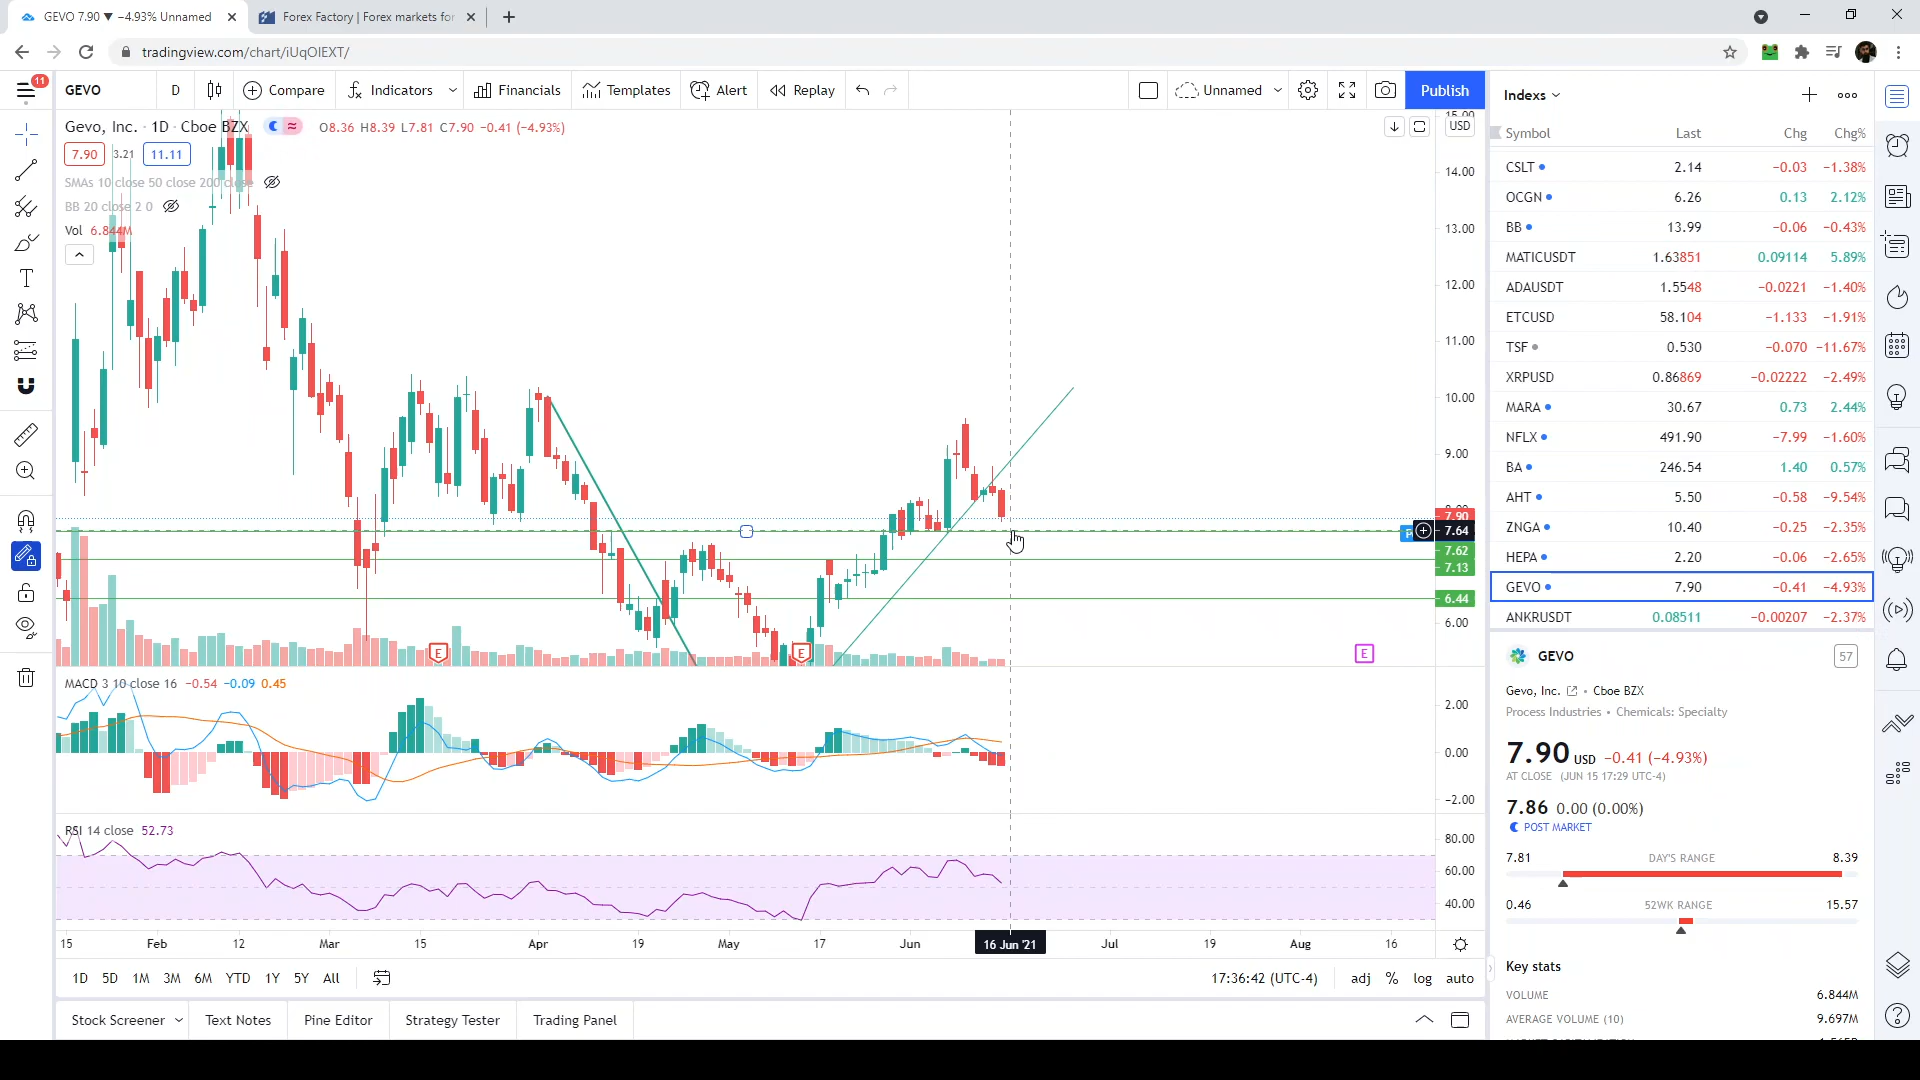 GEVO 7.90 ▼ −4.93% Unnamed
Forex Factory | Forex markets for
tradingview.com/chart/iUqOIEXT/
11
GEVO D Compare Indicators Financials Templates Alert Replay Unnamed Publish
Gevo, Inc. · 1D · Cboe BZX O8.36 H8.39 L7.81 C7.90 −0.41 (−4.93%)
7.90 3.21 11.11
SMAs 10 close 50 close 200 close
BB 20 close 2 0
Vol 6.844M
USD
15.00
14.00
13.00
12.00
11.00
10.00
9.00
8.00
7.90
7.64
7.62
7.13
6.44
6.00
E
E
E
MACD 3 10 close 16 −0.54 −0.09 0.45
2.00
0.00
−2.00
RSI 14 close 52.73
80.00
60.00
40.00
15 Feb 12 Mar 15 Apr 19 May 17 Jun 16 Jun '21 Jul 19 Aug 16
1D 5D 1M 3M 6M YTD 1Y 5Y All 17:36:42 (UTC-4) adj % log auto
Stock Screener Text Notes Pine Editor Strategy Tester Trading Panel
Indexs
Symbol Last Chg Chg%
CSLT 2.14 −0.03 −1.38%
OCGN 6.26 0.13 2.12%
BB 13.99 −0.06 −0.43%
MATICUSDT 1.63851 0.09114 5.89%
ADAUSDT 1.5548 −0.0221 −1.40%
ETCUSD 58.104 −1.133 −1.91%
TSF 0.530 −0.070 −11.67%
XRPUSD 0.86869 −0.02222 −2.49%
MARA 30.67 0.73 2.44%
NFLX 491.90 −7.99 −1.60%
BA 246.54 1.40 0.57%
AHT 5.50 −0.58 −9.54%
ZNGA 10.40 −0.25 −2.35%
HEPA 2.20 −0.06 −2.65%
GEVO 7.90 −0.41 −4.93%
ANKRUSDT 0.08511 −0.00207 −2.37%
GEVO 57
Gevo, Inc. • Cboe BZX
Process Industries • Chemicals: Specialty
7.90 USD −0.41 (−4.93%)
AT CLOSE (JUN 15 17:29 UTC-4)
7.86 0.00 (0.00%)
POST MARKET
7.81 DAY'S RANGE 8.39
0.46 52WK RANGE 15.57
Key stats
VOLUME 6.844M
AVERAGE VOLUME (10) 9.697M